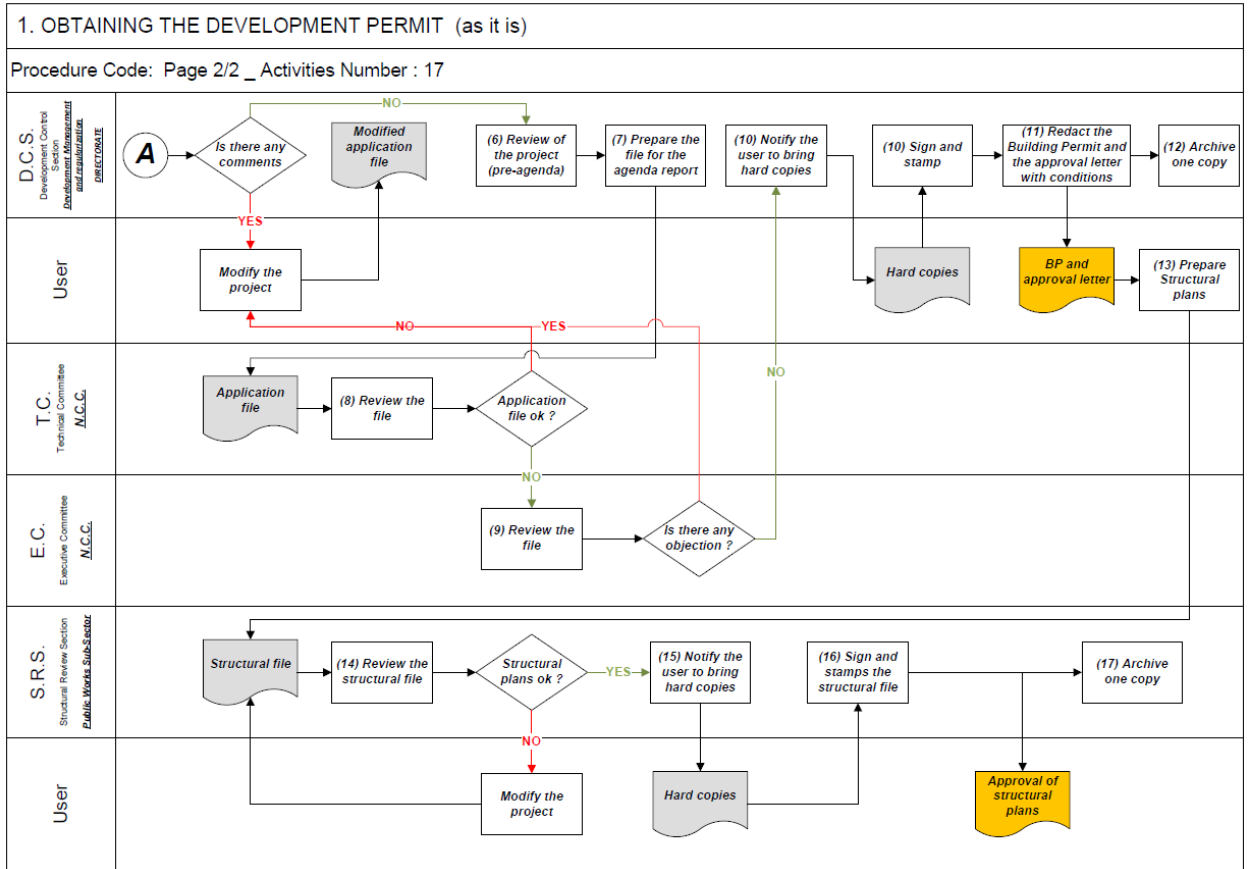 1. OBTAINING THE DEVELOPMENT PERMIT (as it is)
Procedure Code: Page 2/2 _ Activities Number : 17
D.C.S.
Development Control
Section
Development Management
and regularization
DIRECTORATE
A
Is there any
comments
NO
YES
Modified
application
file
(6) Review of
the project
(pre-agenda)
(7) Prepare the
file for the
agenda report
(10) Notify the
user to bring
hard copies
(10) Sign and
stamp
(11) Redact the
Building Permit and
the approval letter
with conditions
(12) Archive
one copy
User
Modify the
project
Hard copies
BP and
approval letter
(13) Prepare
Structural
plans
NO
YES
NO
T.C.
Technical Committee
N.C.C.
Application
file
(8) Review the
file
Application
file ok ?
NO
E.C.
Executive Committee
N.C.C.
(9) Review the
file
Is there any
objection ?
S.R.S.
Structural Review Section
Public Works Sub-Sector
Structural file
(14) Review the
structural file
Structural
plans ok ?
YES
NO
(15) Notify the
user to bring
hard copies
(16) Sign and
stamps the
structural file
(17) Archive
one copy
User
Modify the
project
Hard copies
Approval of
structural
plans